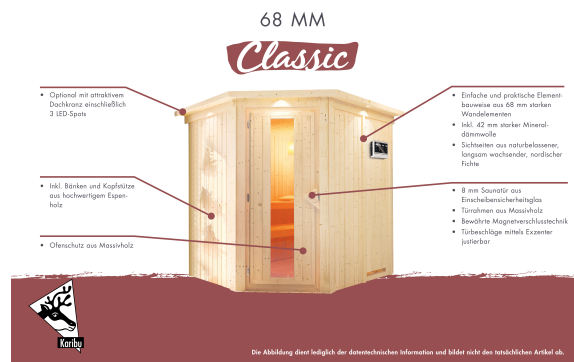 68 MM
Classic
• Optional mit attraktivem
Dachkranz einschließlich
3 LED-Spots
• Inkl. Bänken und Kopfstütze
aus hochwertigem Espen-
holz
• Ofenschutz aus Massivholz
• Einfache und praktische Element-
bauweise aus 68 mm starken
Wandelementen
• Inkl. 42 mm starker Mineral-
dämmwolle
• Sichtseiten aus naturbelassener,
langsam wachsender, nordischer
Fichte
• 8 mm Saunatür aus
Einscheibensicherheitsglas
• Türrahmen aus Massivholz
• Bewährte Magnetverschlusstechnik
• Türbeschläge mittels Exzenter
justierbar
Karibu
Die Abbildung dient lediglich der datentechnischen Information und bildet nicht den tatsächlichen Artikel ab.